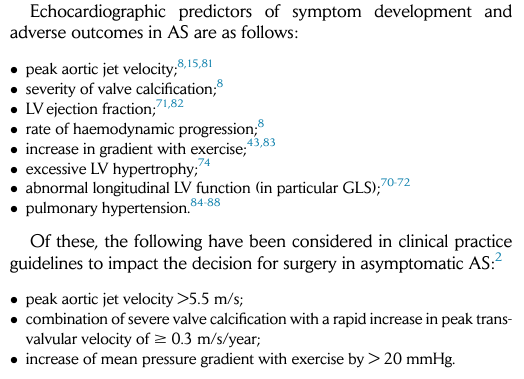 Echocardiographic predictors of symptom development and
adverse outcomes in AS are as follows:
• peak aortic jet velocity;8,15,81
• severity of valve calcification;8
• LV ejection fraction;71,82
• rate of haemodynamic progression;8
• increase in gradient with exercise;43,83
• excessive LV hypertrophy;74
• abnormal longitudinal LV function (in particular GLS);70-72
• pulmonary hypertension.84-88
Of these, the following have been considered in clinical practice
guidelines to impact the decision for surgery in asymptomatic AS:2
• peak aortic jet velocity >5.5 m/s;
• combination of severe valve calcification with a rapid increase in peak trans-
valvular velocity of ≥ 0.3 m/s/year;
• increase of mean pressure gradient with exercise by > 20 mmHg.